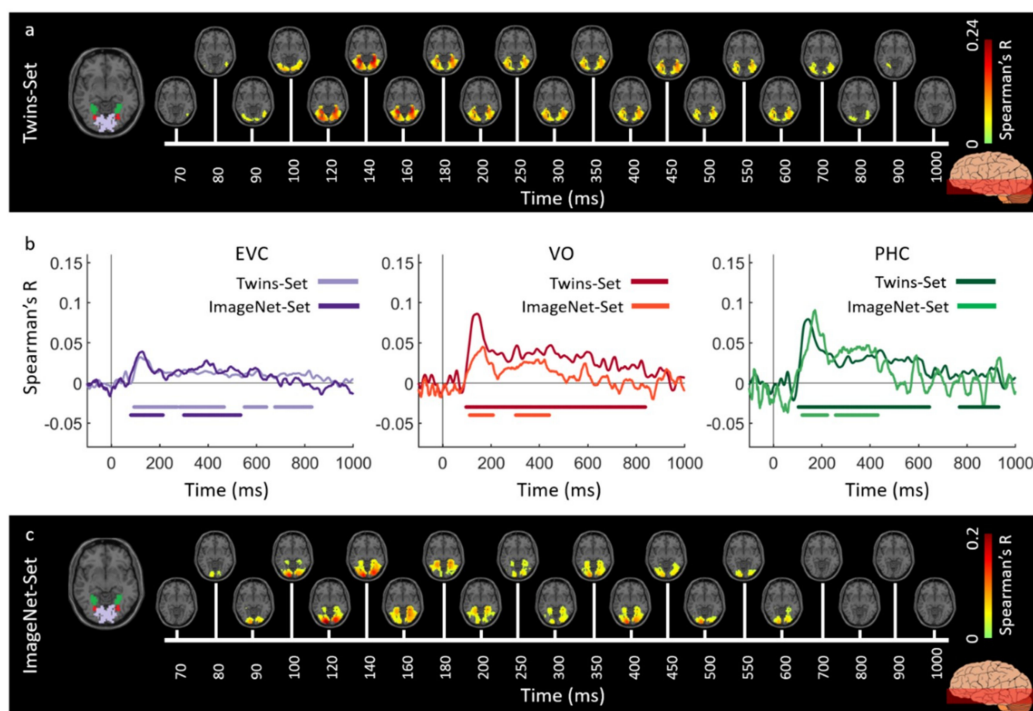 a
Twins-Set
70 80 90 100 120 140 160 180 200 250 300 350 400 450 550 600 700 800 900 1000
Time (ms)
0.24
0
Spearman's R
b
EVC
Twins-Set
ImageNet-Set
0.15
0.1
0.05
0
-0.05
Spearman's R
0 200 400 600 800 1000
Time (ms)
VO
Twins-Set
ImageNet-Set
0.15
0.1
0.05
0
-0.05
0 200 400 600 800 1000
Time (ms)
PHC
Twins-Set
ImageNet-Set
0.15
0.1
0.05
0
-0.05
0 200 400 600 800 1000
Time (ms)
c
ImageNet-Set
70 80 90 100 120 140 160 180 200 250 300 350 400 450 500 550 600 700 800 900 1000
Time (ms)
0.2
0
Spearman's R